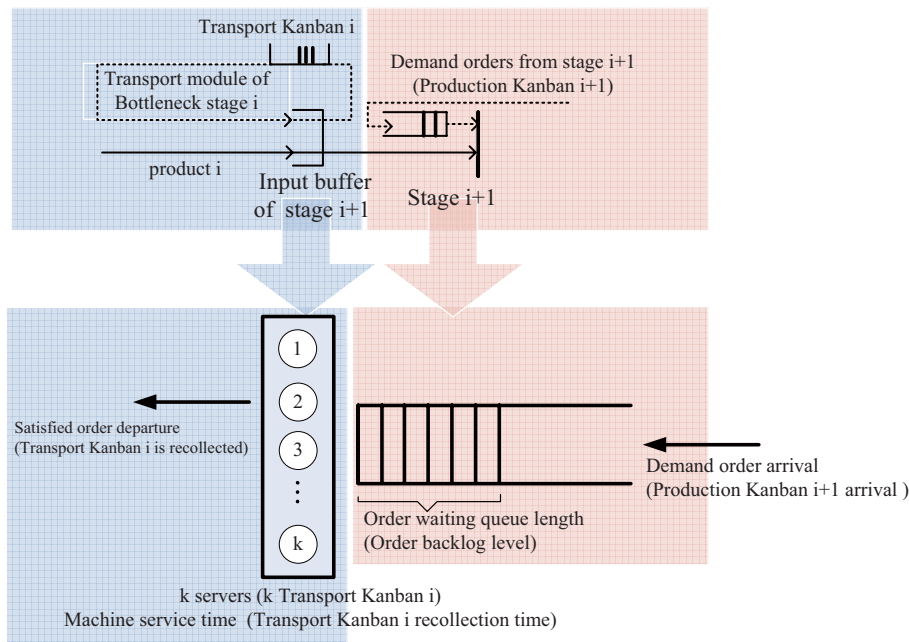 Transport Kanban i
Transport module of
Bottleneck stage i
Demand orders from stage i+1
(Production Kanban i+1)
product i
Input buffer
of stage i+1
Stage i+1
1
2
3
k
Satisfied order departure
(Transport Kanban i is recollected)
Demand order arrival
(Production Kanban i+1 arrival )
Order waiting queue length
(Order backlog level)
k servers (k Transport Kanban i)
Machine service time (Transport Kanban i recollection time)